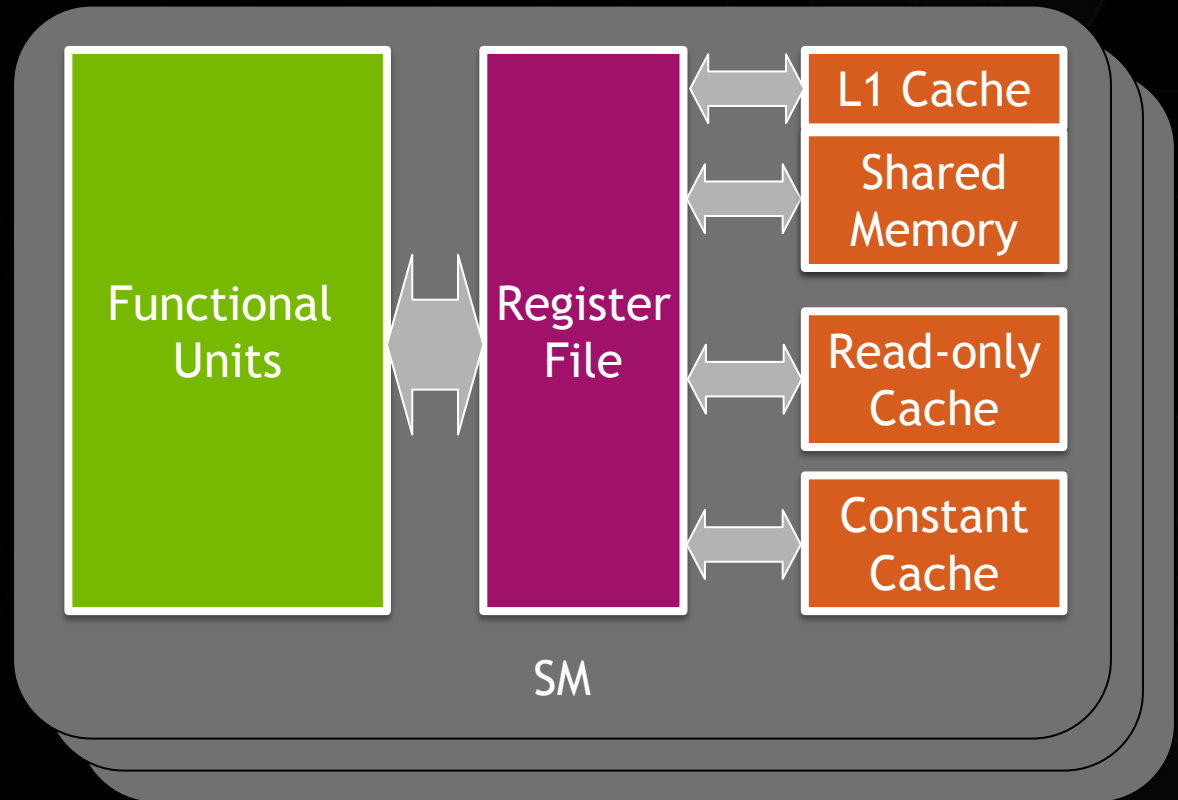 Functional
Units
Register
File
L1 Cache
Shared
Memory
Read-only
Cache
Constant
Cache
SM